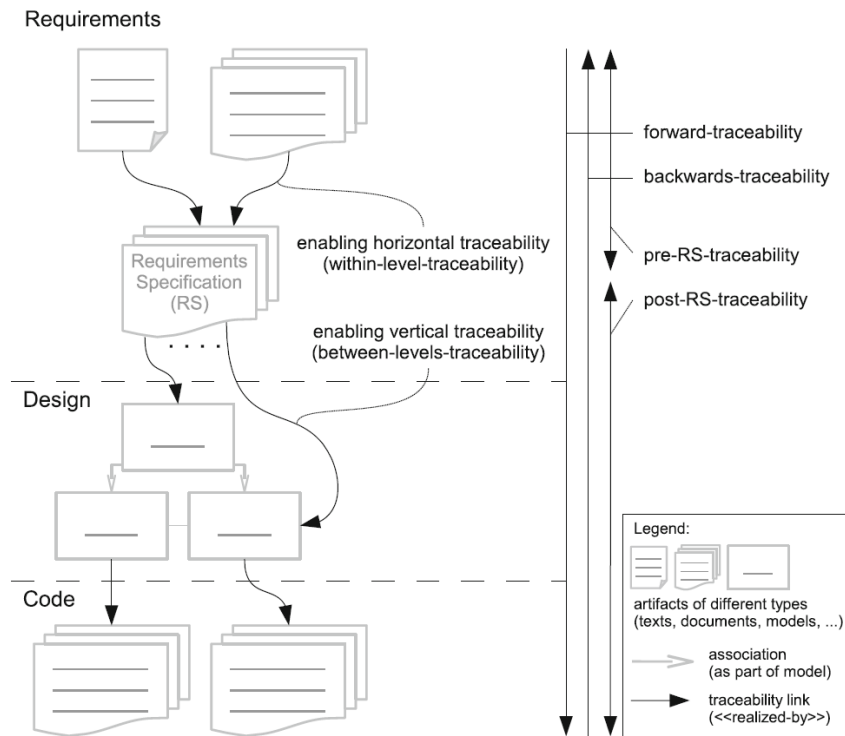 Requirements
forward-traceability
backwards-traceability
enabling horizontal traceability
(within-level-traceability)
pre-RS-traceability
Requirements
Specification
(RS)
post-RS-traceability
enabling vertical traceability
(between-levels-traceability)
. . . .
Design
Code
Legend:
artifacts of different types
(texts, documents, models, ...)
association
(as part of model)
traceability link
(<<realized-by>>)